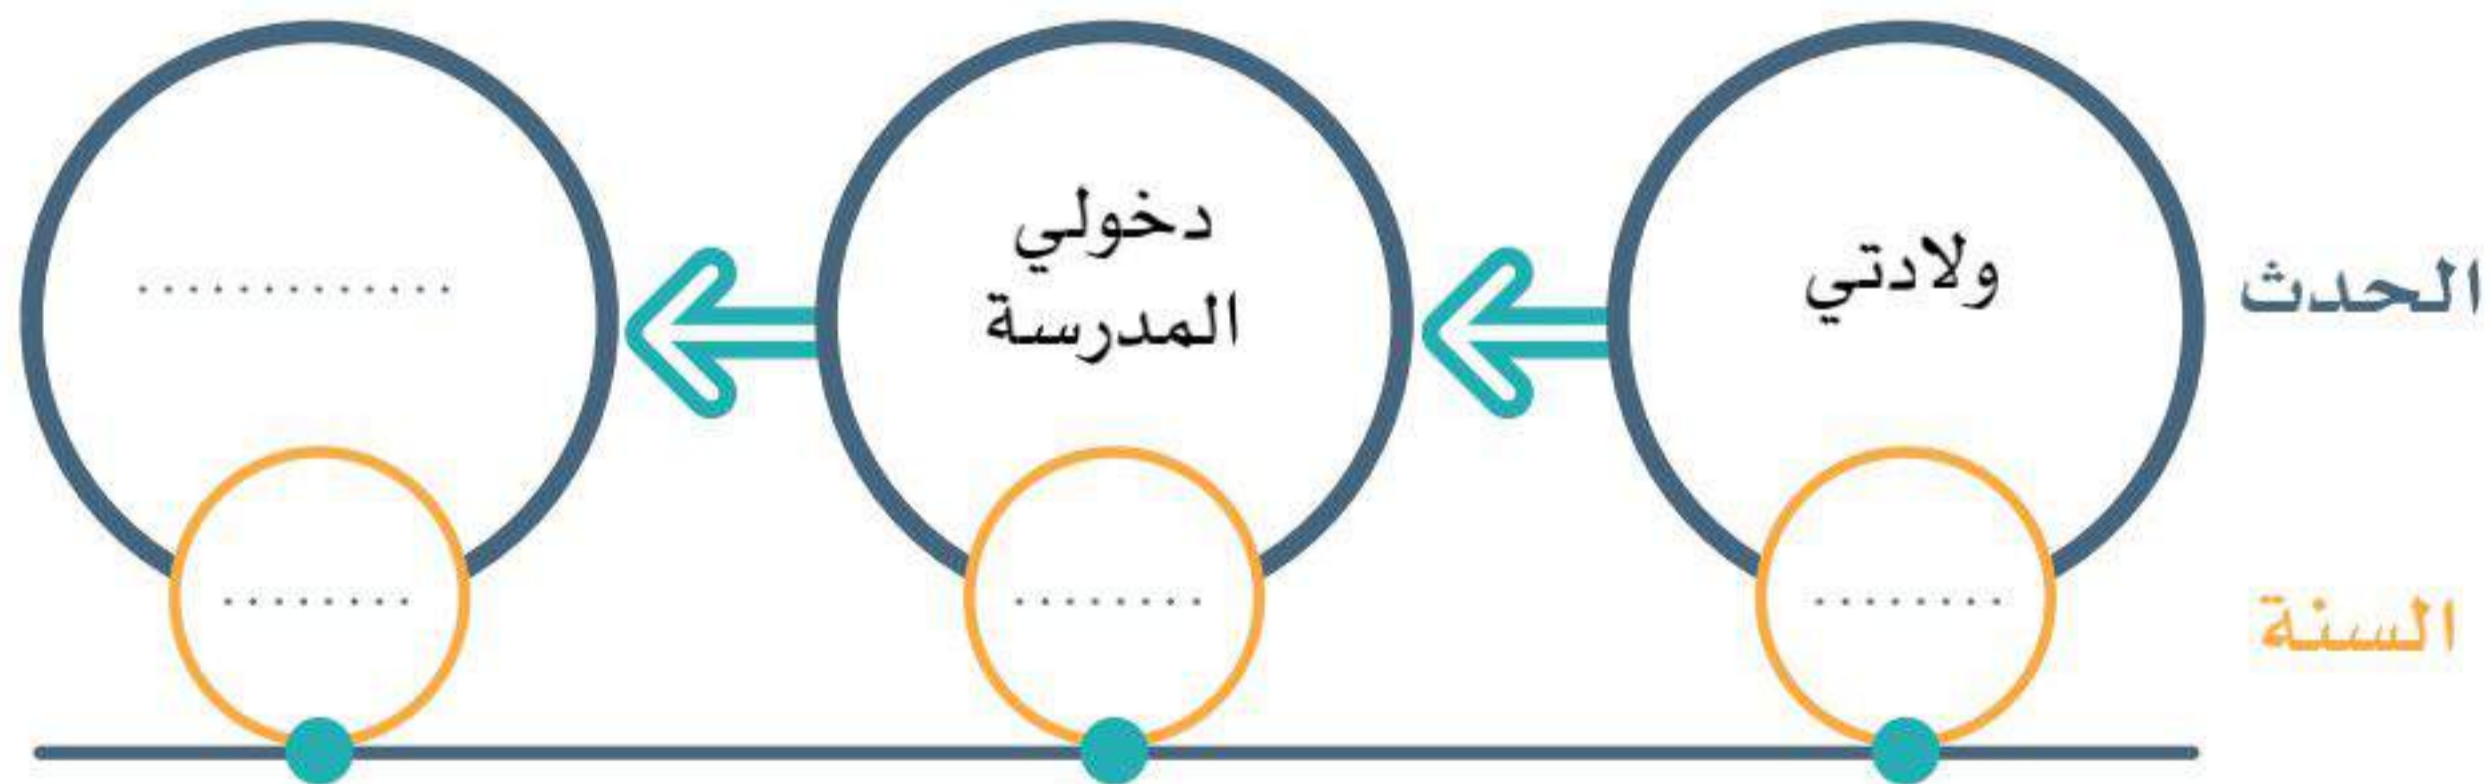 الحدث
ولادتي
دخولي
المدرسة
.............
السنة
........
........
........